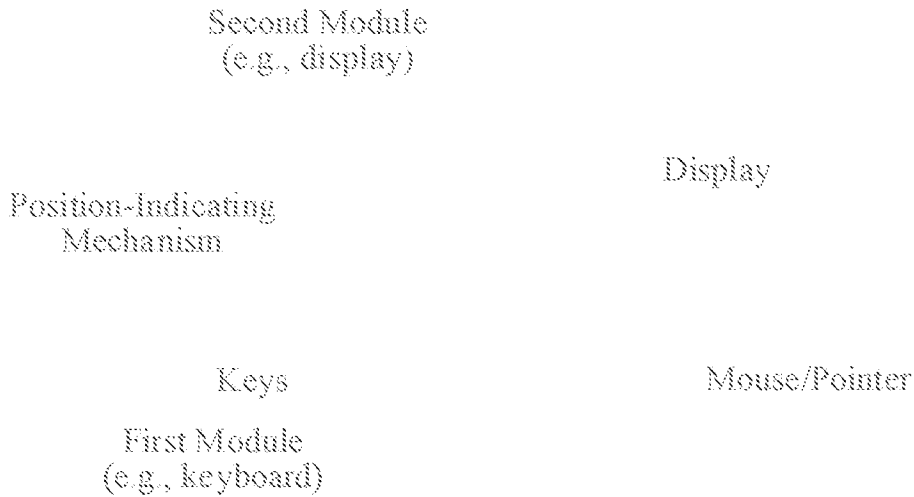 Second Module
(e.g., display)
Display
Position-Indicating
Mechanism
Keys
Mouse/Pointer
First Module
(e.g., keyboard)